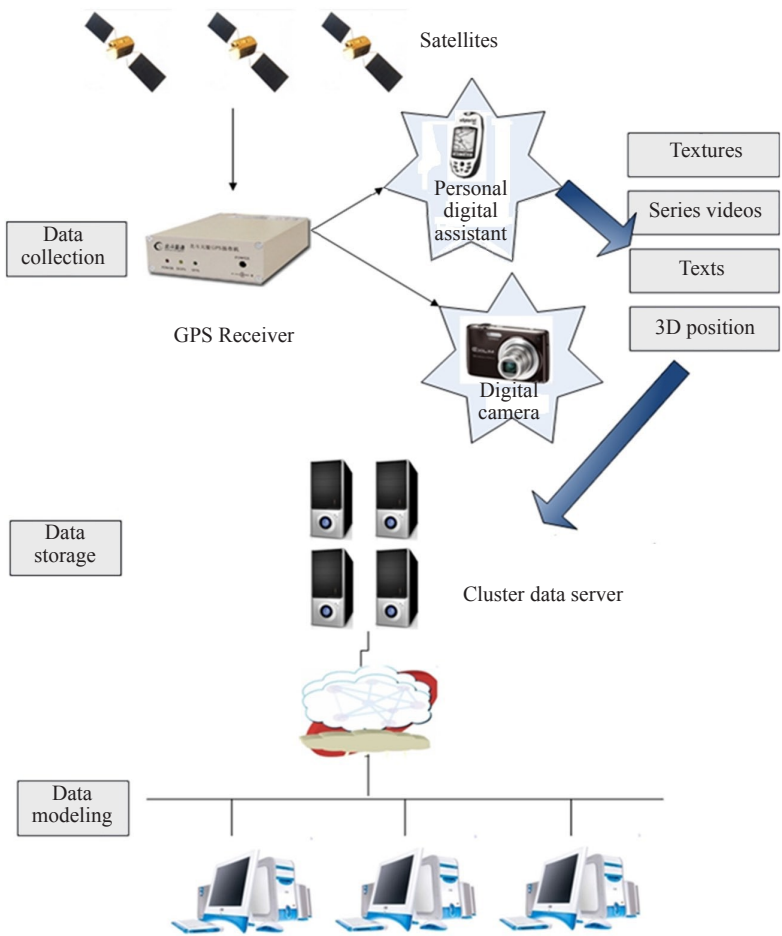 Satellites
Personal
digital
assistant
Textures
Series videos
Texts
3D position
Data
collection
GPS Receiver
Digital
camera
Data
storage
Cluster data server
Data
modeling